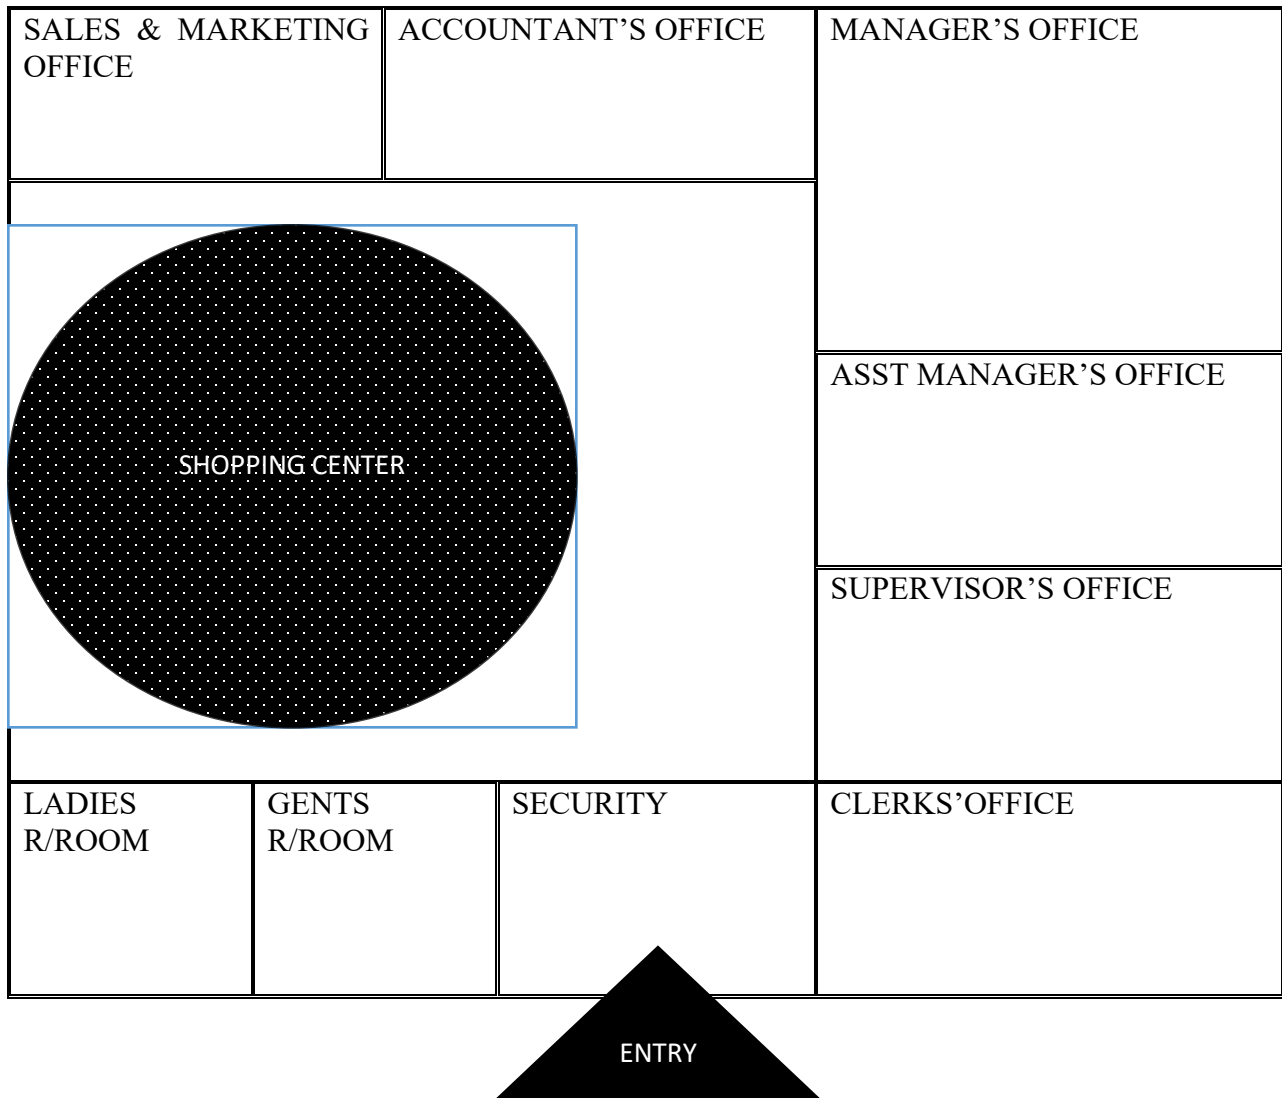 SALES & MARKETING
OFFICE
ACCOUNTANT’S OFFICE
MANAGER’S OFFICE
ASST MANAGER’S OFFICE
SHOPPING CENTER
SUPERVISOR’S OFFICE
LADIES
R/ROOM
GENTS
R/ROOM
SECURITY
CLERKS’OFFICE
ENTRY